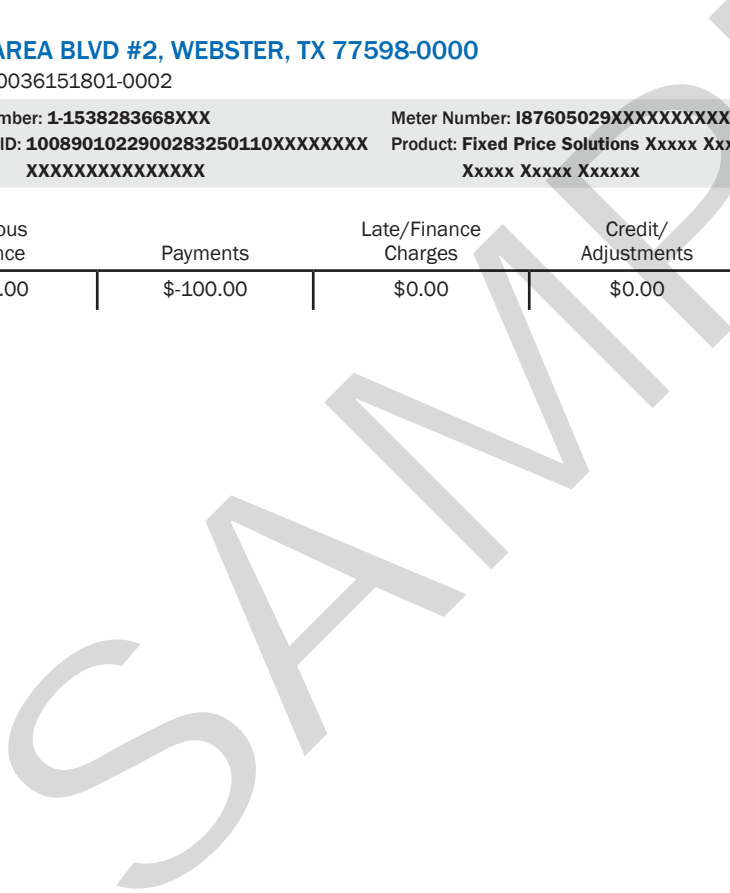 AREA BLVD #2, WEBSTER, TX 77598-0000
0036151801-0002
mber: 1-1538283668XXX Meter Number: I87605029XXXXXXXXXX
ID: 1008901022900283250110XXXXXXXX Product: Fixed Price Solutions Xxxxx Xxx
XXXXXXXXXXXXXXX Xxxxx Xxxxx Xxxxxx
ous Late/Finance Credit/
nce Payments Charges Adjustments
.00 $-100.00 $0.00 $0.00
SAMP